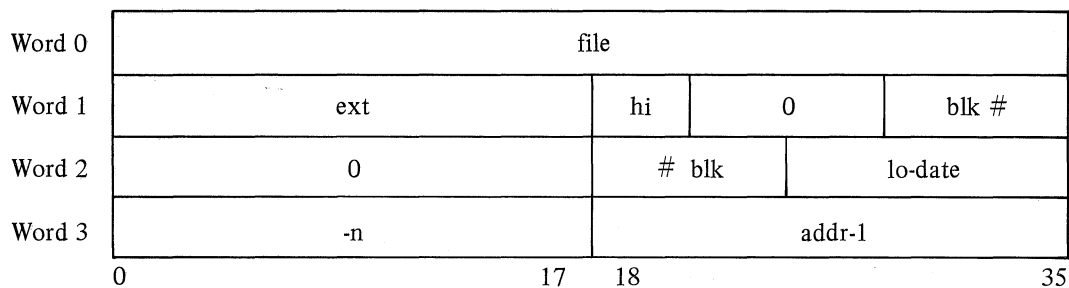 Word 0 file
Word 1 ext hi 0 blk #
Word 2 0 # blk lo-date
Word 3 -n addr-1
0 17 18 35